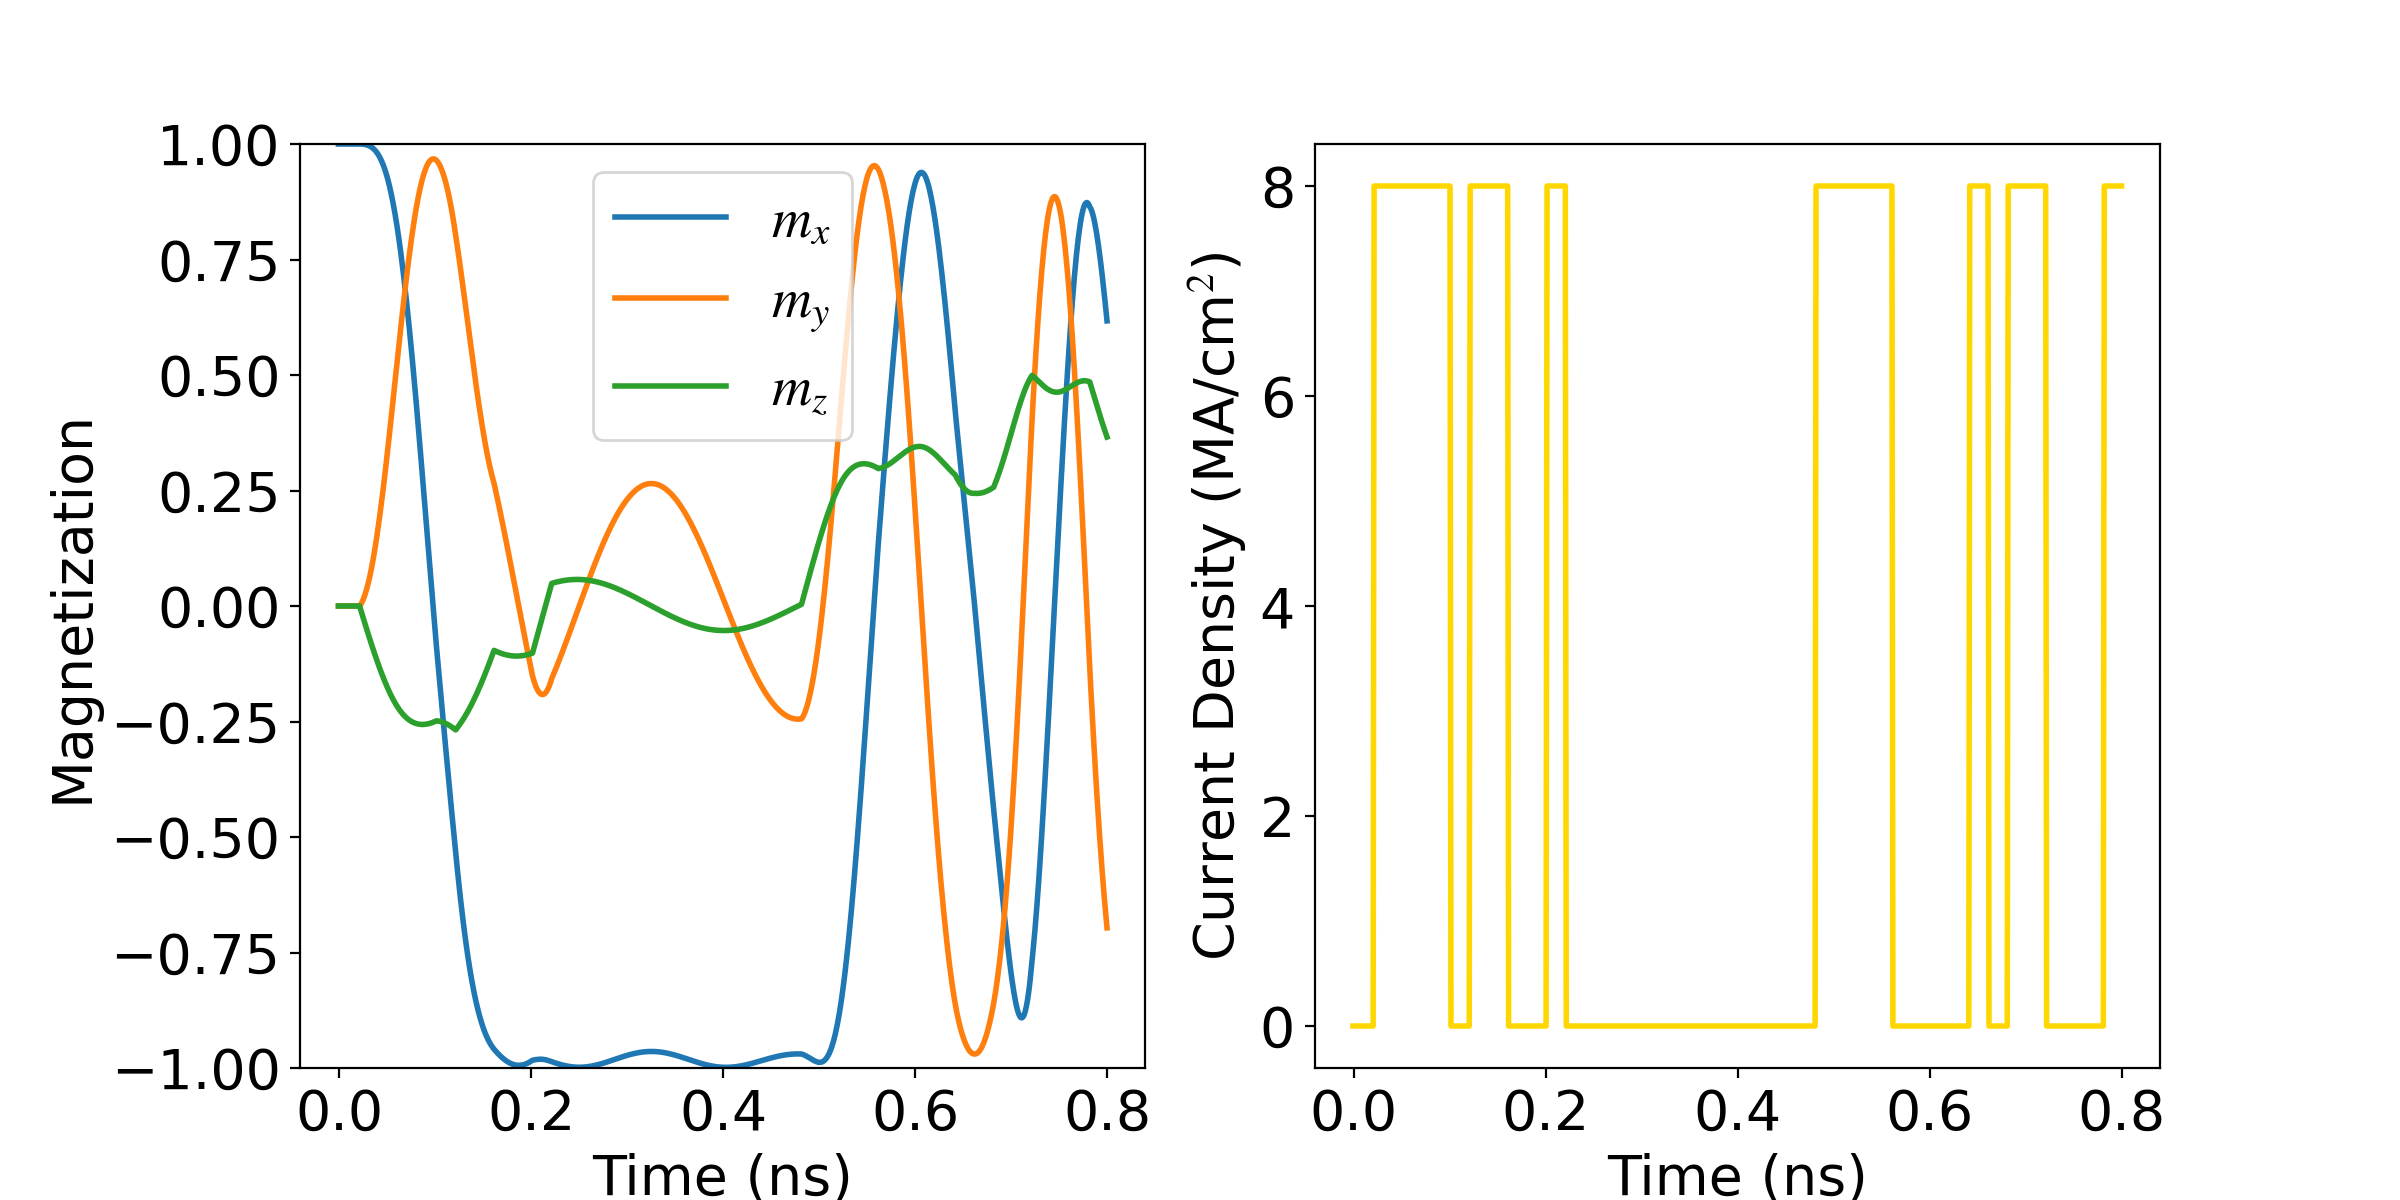 Magnetization
1.00
0.75
0.50
0.25
0.00
−0.25
−0.50
−0.75
−1.00
0.0 0.2 0.4 0.6 0.8
Time (ns)
m_x
m_y
m_z
Current Density (MA/cm²)
8
6
4
2
0
0.0 0.2 0.4 0.6 0.8
Time (ns)